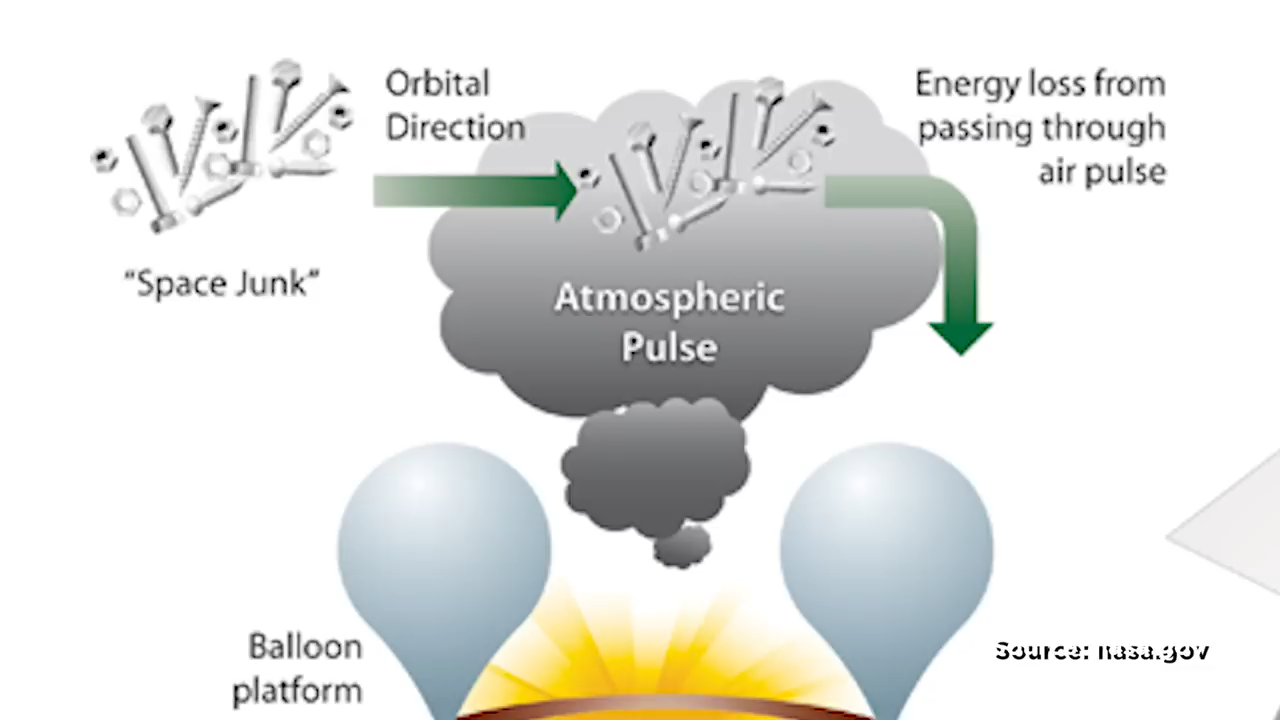 Orbital
Direction
Energy loss from
passing through
air pulse
“Space Junk“
Atmospheric
Pulse
Balloon
platform
Source: nasa.gov